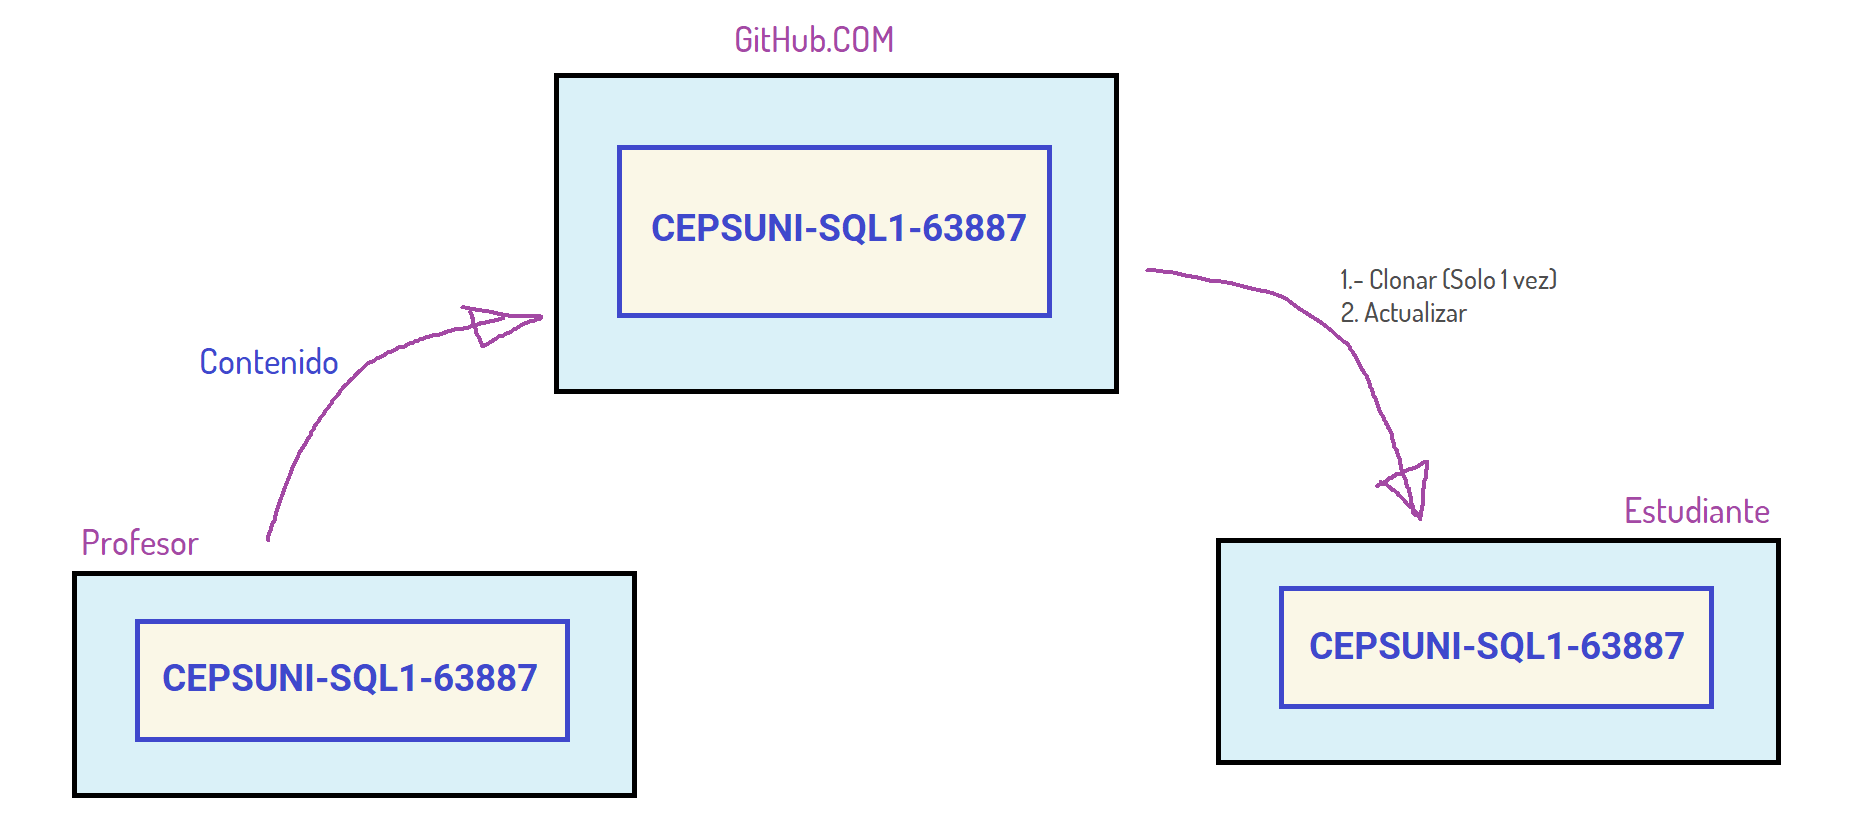 GitHub.COM
CEPSUNI-SQL1-63887
1.- Clonar (Solo 1 vez)
2. Actualizar
Contenido
Profesor
CEPSUNI-SQL1-63887
Estudiante
CEPSUNI-SQL1-63887